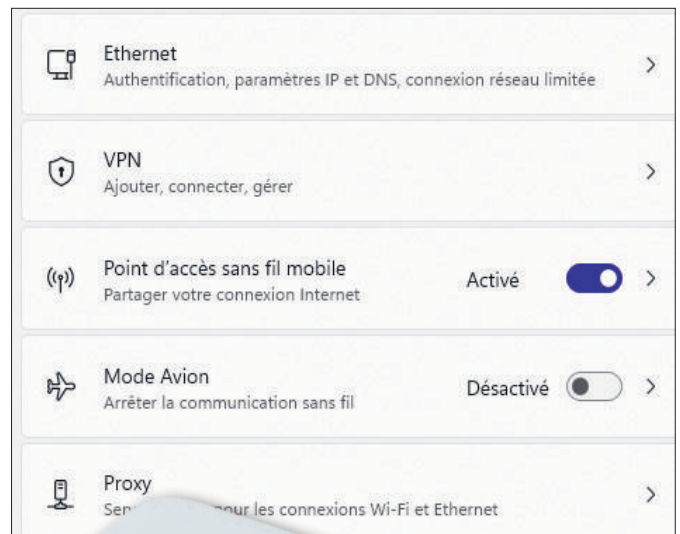 Ethernet
Authentification, paramètres IP et DNS, connexion réseau limitée
VPN
Ajouter, connecter, gérer
Point d'accès sans fil mobile
Activé
Partager votre connexion Internet
Mode Avion
Désactivé
Arrêter la communication sans fil
Proxy
les connexions Wi-Fi et Ethernet